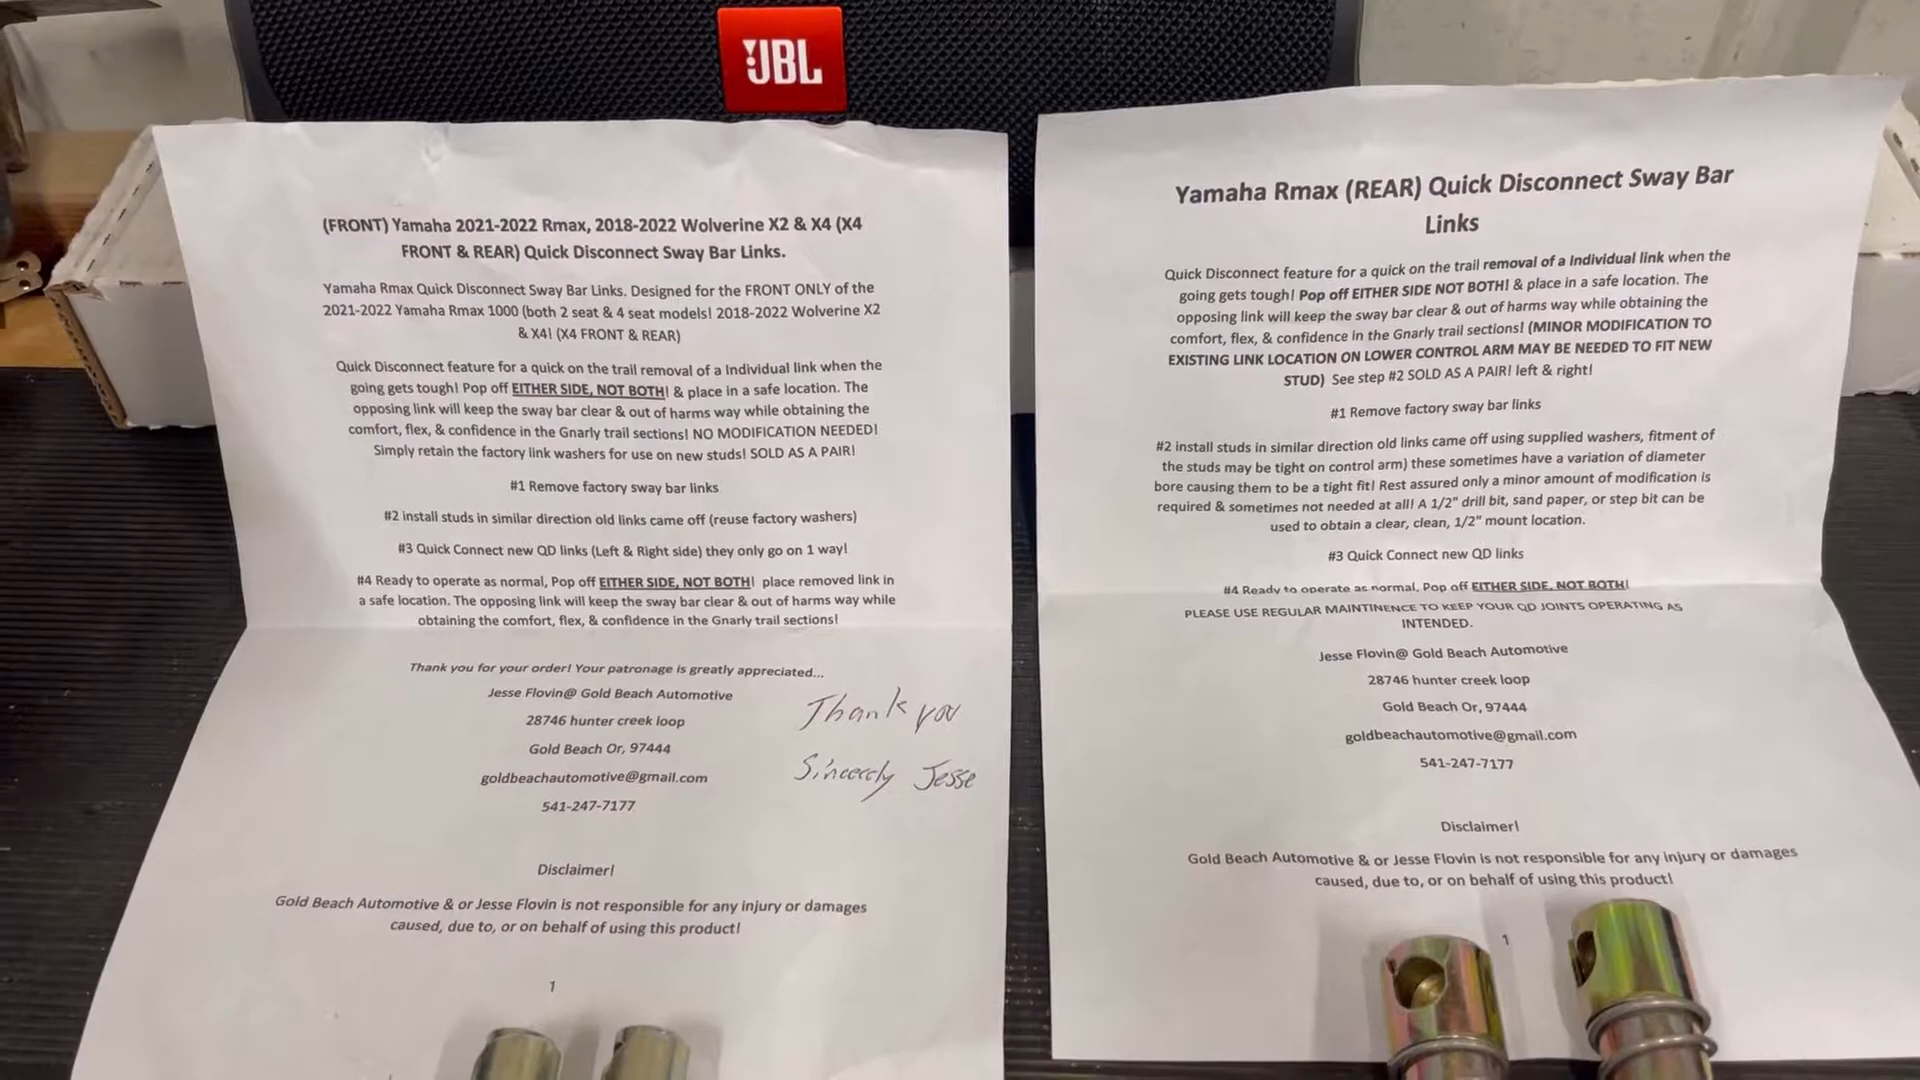 JBL
(FRONT) Yamaha 2021-2022 Rmax, 2018-2022 Wolverine X2 & X4 (X4
FRONT & REAR) Quick Disconnect Sway Bar Links.
Yamaha Rmax Quick Disconnect Sway Bar Links. Designed for the FRONT ONLY of the
2021-2022 Yamaha Rmax 1000 (both 2 seat & 4 seat models! 2018-2022 Wolverine X2
& X4! (X4 FRONT & REAR)
Quick Disconnect feature for a quick on the trail removal of a Individual link when the
going gets tough! Pop off EITHER SIDE, NOT BOTH! & place in a safe location. The
opposing link will keep the sway bar clear & out of harms way while obtaining the
comfort, flex, & confidence in the Gnarly trail sections! NO MODIFICATION NEEDED!
Simply retain the factory link washers for use on new studs! SOLD AS A PAIR!
#1 Remove factory sway bar links
#2 install studs in similar direction old links came off (reuse factory washers)
#3 Quick Connect new QD links (Left & Right side) they only go on 1 way!
#4 Ready to operate as normal, Pop off EITHER SIDE, NOT BOTH! place removed link in
a safe location. The opposing link will keep the sway bar clear & out of harms way while
obtaining the comfort, flex, & confidence in the Gnarly trail sections!
Thank you for your order! Your patronage is greatly appreciated...
Jesse Flovin@ Gold Beach Automotive
28746 hunter creek loop
Gold Beach Or, 97444
goldbeachautomotive@gmail.com
541-247-7177
Thank you
Sincerely Jesse
Disclaimer!
Gold Beach Automotive & or Jesse Flovin is not responsible for any injury or damages
caused, due to, or on behalf of using this product!
1
Yamaha Rmax (REAR) Quick Disconnect Sway Bar
Links
Quick Disconnect feature for a quick on the trail removal of a Individual link when the
going gets tough! Pop off EITHER SIDE NOT BOTH! & place in a safe location. The
opposing link will keep the sway bar clear & out of harms way while obtaining the
comfort, flex, & confidence in the Gnarly trail sections! (MINOR MODIFICATION TO
EXISTING LINK LOCATION ON LOWER CONTROL ARM MAY BE NEEDED TO FIT NEW
STUD) See step #2 SOLD AS A PAIR! left & right!
#1 Remove factory sway bar links
#2 install studs in similar direction old links came off using supplied washers, fitment of
the studs may be tight on control arm) these sometimes have a variation of diameter
bore causing them to be a tight fit! Rest assured only a minor amount of modification is
required & sometimes not needed at all! A 1/2" drill bit, sand paper, or step bit can be
used to obtain a clear, clean, 1/2" mount location.
#3 Quick Connect new QD links
#4 Ready to operate as normal, Pop off EITHER SIDE, NOT BOTH!
PLEASE USE REGULAR MAINTINENCE TO KEEP YOUR QD JOINTS OPERATING AS
INTENDED.
Jesse Flovin@ Gold Beach Automotive
28746 hunter creek loop
Gold Beach Or, 97444
goldbeachautomotive@gmail.com
541-247-7177
Disclaimer!
Gold Beach Automotive & or Jesse Flovin is not responsible for any injury or damages
caused, due to, or on behalf of using this product!
1